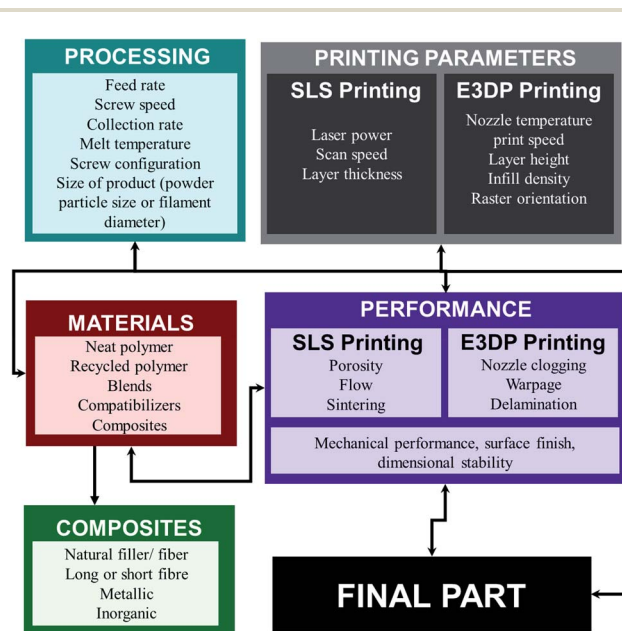 PROCESSING
Feed rate
Screw speed
Collection rate
Melt temperature
Screw configuration
Size of product (powder
particle size or filament
diameter)
PRINTING PARAMETERS
SLS Printing
Laser power
Scan speed
Layer thickness
E3DP Printing
Nozzle temperature
print speed
Layer height
Infill density
Raster orientation
MATERIALS
Neat polymer
Recycled polymer
Blends
Compatibilizers
Composites
PERFORMANCE
SLS Printing
Porosity
Flow
Sintering
E3DP Printing
Nozzle clogging
Warpage
Delamination
Mechanical performance, surface finish,
dimensional stability
COMPOSITES
Natural filler/ fiber
Long or short fibre
Metallic
Inorganic
FINAL PART